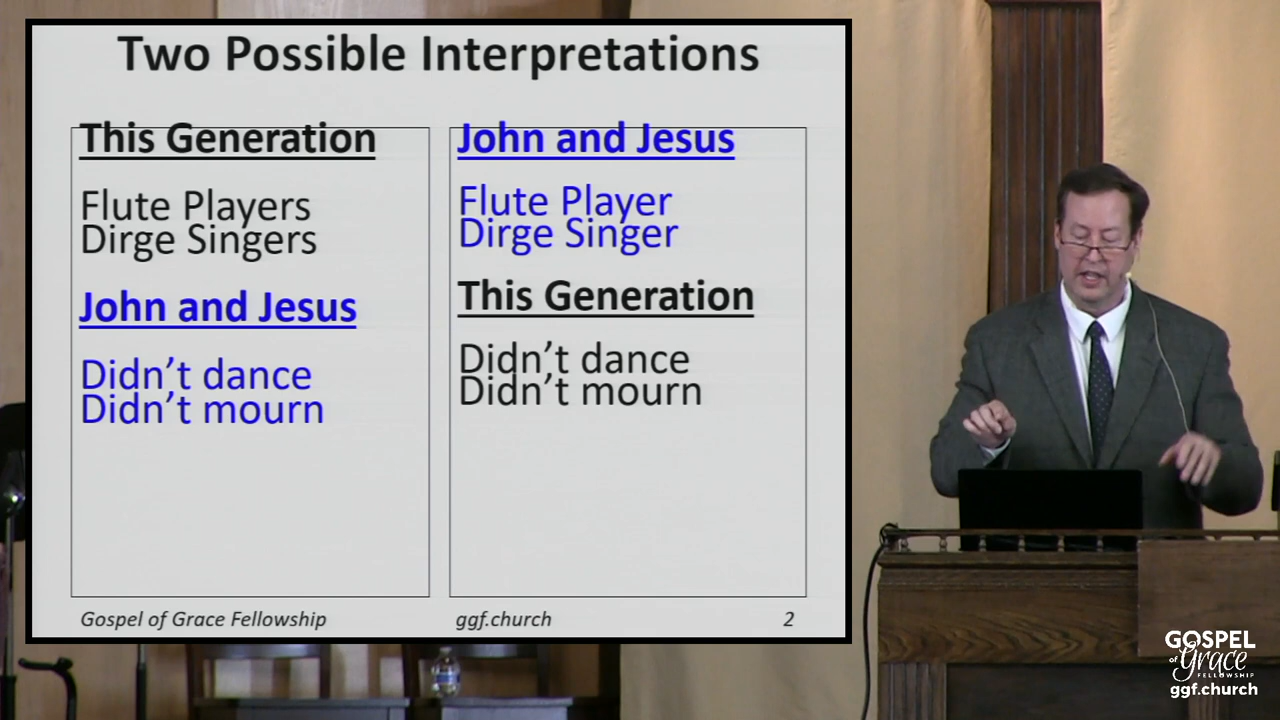 Two Possible Interpretations
This Generation
Flute Players
Dirge Singers
John and Jesus
Didn't dance
Didn't mourn
John and Jesus
Flute Player
Dirge Singer
This Generation
Didn't dance
Didn't mourn
Gospel of Grace Fellowship
ggf.church
2
GOSPEL
of Grace
FELLOWSHIP
ggf.church